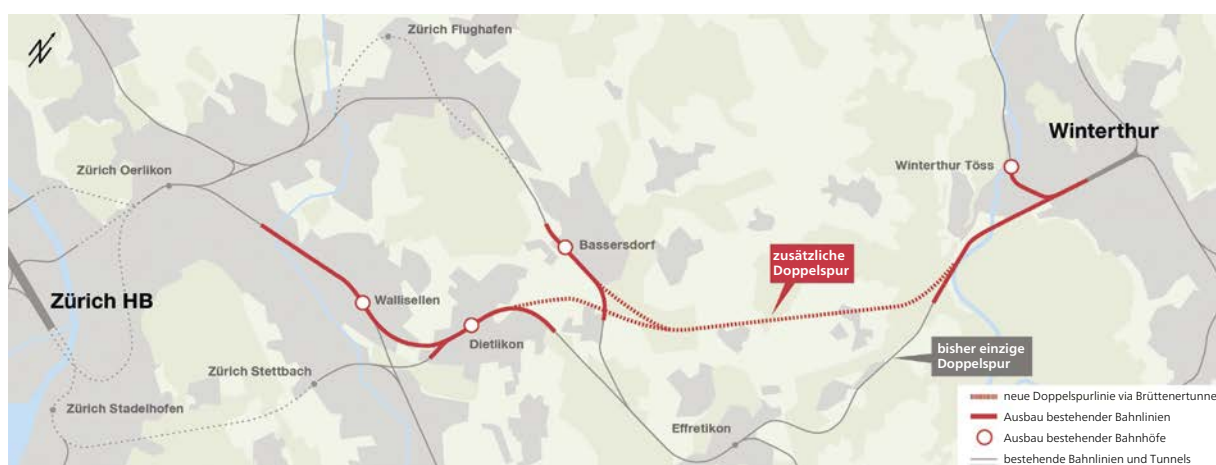 Zürich Flughafen
Winterthur
Winterthur Töss
Zürich Oerlikon
Bassersdorf
zusätzliche
Doppelspur
Zürich HB
Wallisellen
Dietlikon
bisher einzige
Doppelspur
Zürich Stettbach
Zürich Stadelhofen
Effretikon
neue Doppelspurlinie via Brüttenertunne
Ausbau bestehender Bahnlinien
Ausbau bestehender Bahnhöfe
bestehende Bahnlinien und Tunnels